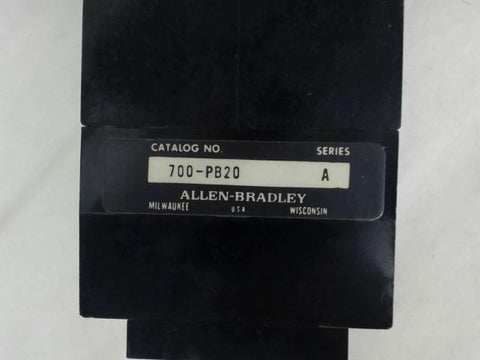 CATALOG NO. SERIES
700-PB20 A
ALLEN-BRADLEY
MILWAUKEE USA WISCONSIN